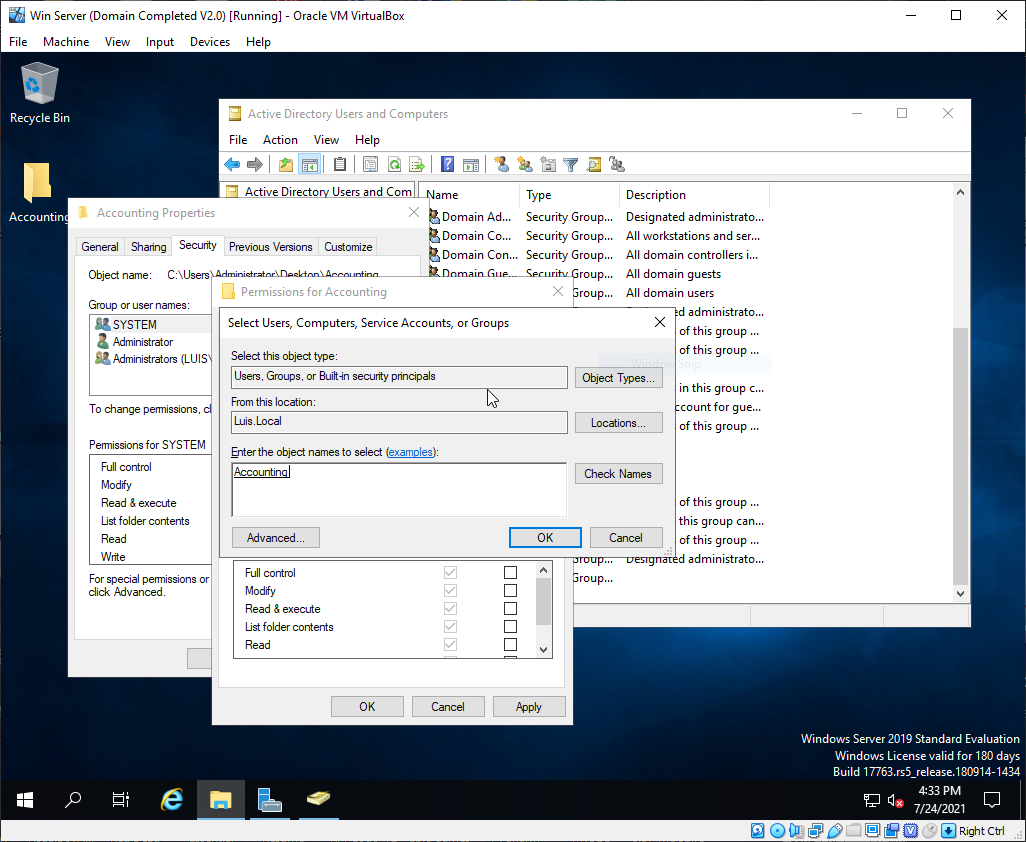 Win Server (Domain Completed V2.0) [Running] - Oracle VM VirtualBox
File Machine View Input Devices Help
Recycle Bin
Accounting
Active Directory Users and Computers
File Action View Help
Active Directory Users and Com
Name Type Description
Domain Ad... Security Group... Designated administrato...
Domain Co... Security Group... All workstations and ser...
Domain Con... Security Group... All domain controllers i...
Domain Gue... Security Group... All domain guests
Group... All domain users
administrato...
of this group ...
of this group ...
in this group c...
account for gue...
of this group ...
of this group ...
this group can...
of this group ...
Group... Designated administrato...
Group...
Window Snip
Accounting Properties
General Sharing Security Previous Versions Customize
Object name: C:\Users\Administrator\Desktop\Accounting
Group or user names:
SYSTEM
Administrator
Administrators (LUIS\
To change permissions, cl
Permissions for SYSTEM
Full control
Modify
Read & execute
List folder contents
Read
Write
For special permissions or
click Advanced.
Permissions for Accounting
Select Users, Computers, Service Accounts, or Groups
Select this object type:
Users, Groups, or Built-in security principals
Object Types...
From this location:
Luis.Local
Locations...
Enter the object names to select (examples):
Accounting
Check Names
Advanced... OK Cancel
Full control
Modify
Read & execute
List folder contents
Read
OK Cancel Apply
Windows Server 2019 Standard Evaluation
Windows License valid for 180 days
Build 17763.rs5_release.180914-1434
4:33 PM
7/24/2021
Right Ctrl